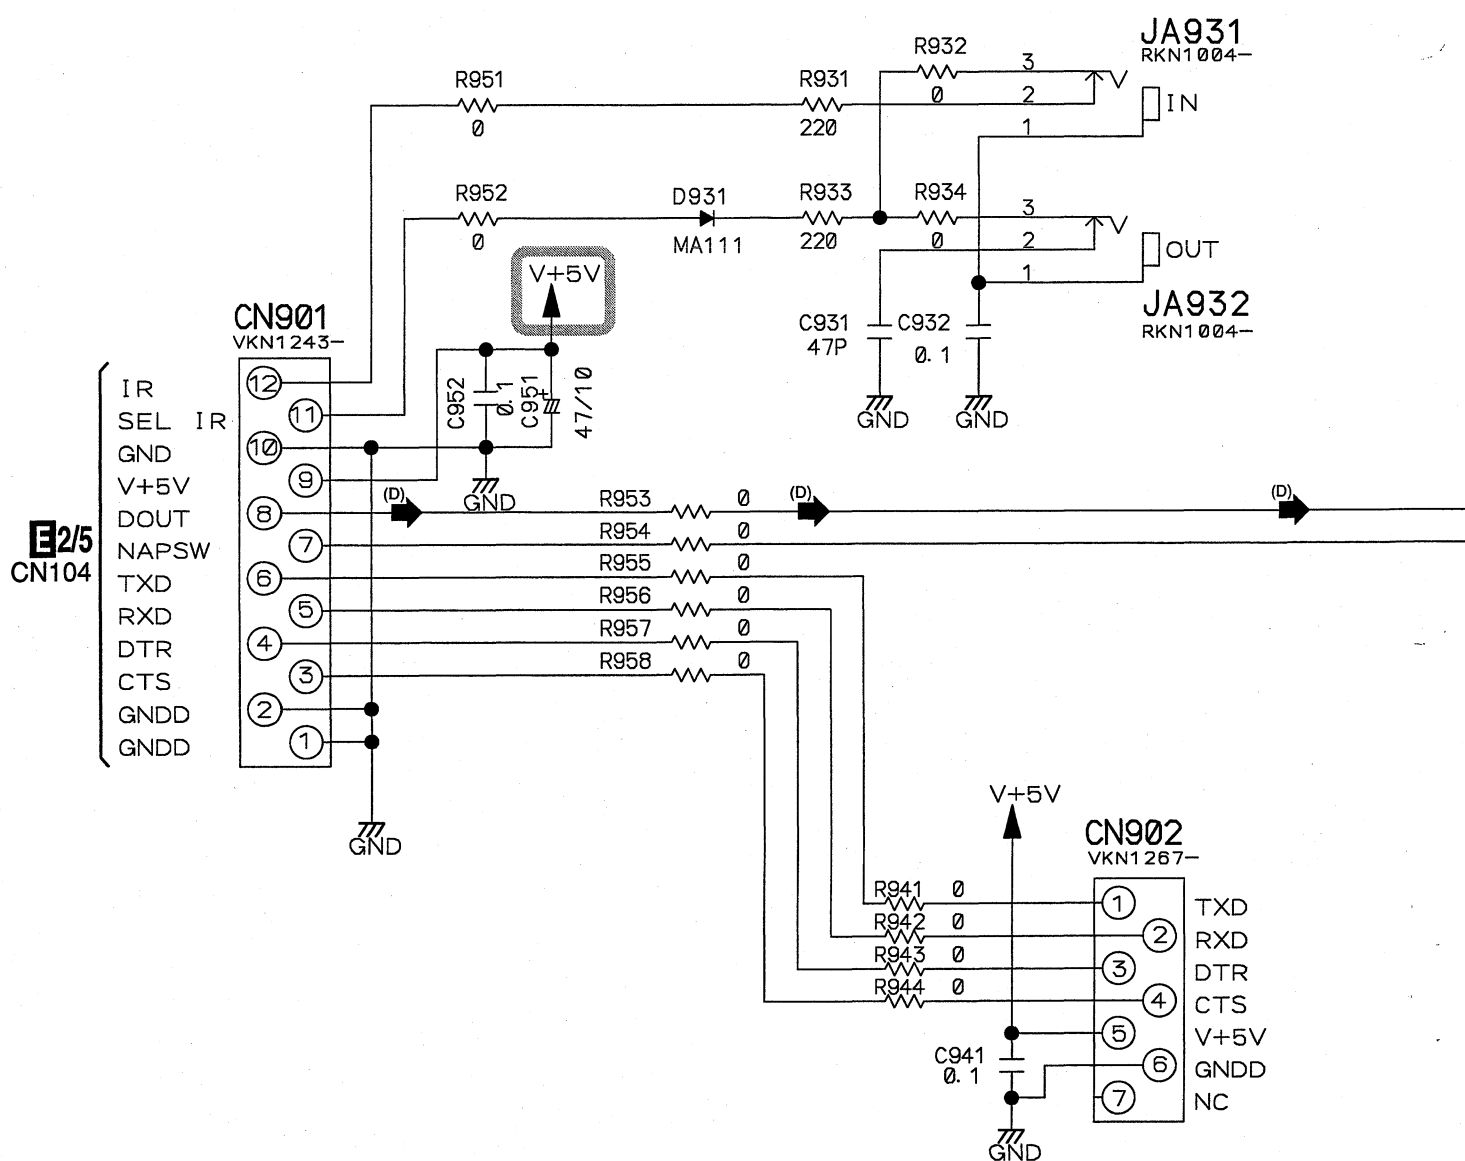 JA931
RKN1004-
R932
3
R951
R931
0
2
IN
0
220
1
R952
D931
R933
R934
3
0
MA111
220
0
2
OUT
V+5V
1
JA932
RKN1004-
CN901
VKN1243-
C931
47P
C932
0.1
C952
0.1
C951
+
47/10
GND
GND
IR
12
SEL IR
11
GND
10
V+5V
9
GND
DOUT
8
(D)
R953
0
(D)
(D)
NAPSW
7
R954
0
E2/5
CN104
TXD
6
R955
0
RXD
5
R956
0
DTR
4
R957
0
CTS
3
R958
0
GNDD
2
GNDD
1
GND
V+5V
CN902
VKN1267-
R941
0
1
TXD
R942
0
2
RXD
R943
0
3
DTR
R944
0
4
CTS
5
V+5V
C941
0.1
6
GNDD
7
NC
GND